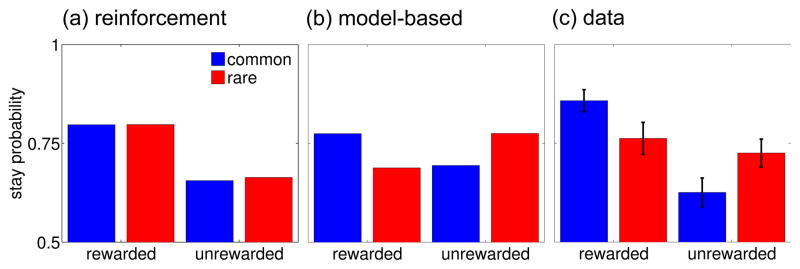 (a) reinforcement
(b) model-based
(c) data
common
rare
stay probability
1
0.75
0.5
rewarded unrewarded
rewarded unrewarded
rewarded unrewarded